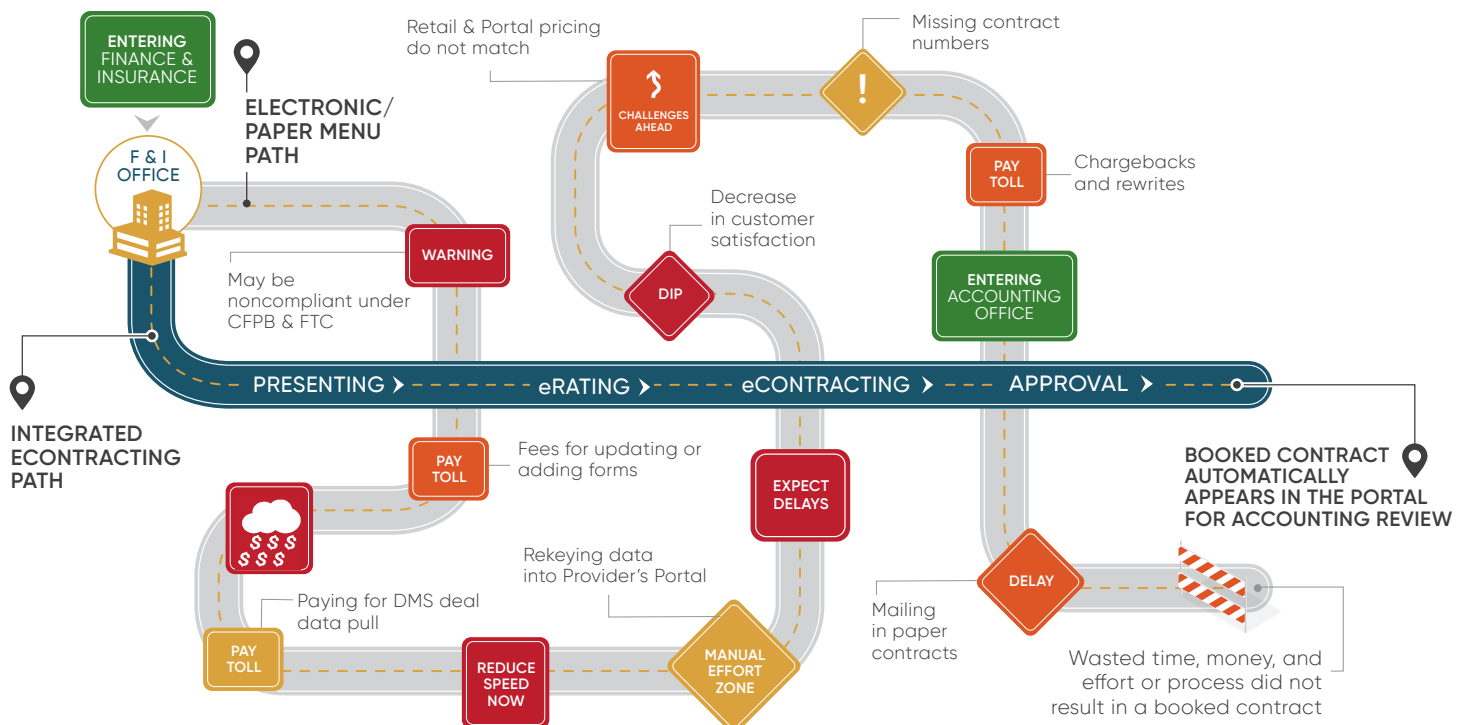 ENTERING
FINANCE &
INSURANCE
F & I
OFFICE
ELECTRONIC/
PAPER MENU
PATH
Retail & Portal pricing
do not match
CHALLENGES
AHEAD
Missing contract
numbers
!
PAY
TOLL
Chargebacks
and rewrites
WARNING
May be
noncompliant under
CFPB & FTC
Decrease
in customer
satisfaction
DIP
ENTERING
ACCOUNTING
OFFICE
PRESENTING
eRATING
eCONTRACTING
APPROVAL
INTEGRATED
ECONTRACTING
PATH
PAY
TOLL
Fees for updating or
adding forms
EXPECT
DELAYS
BOOKED CONTRACT
AUTOMATICALLY
APPEARS IN THE PORTAL
FOR ACCOUNTING REVIEW
$ $ $
$ $ $
Rekeying data
into Provider's Portal
Paying for DMS deal
data pull
PAY
TOLL
REDUCE
SPEED
NOW
MANUAL
EFFORT
ZONE
DELAY
Mailing
in paper
contracts
Wasted time, money, and
effort or process did not
result in a booked contract